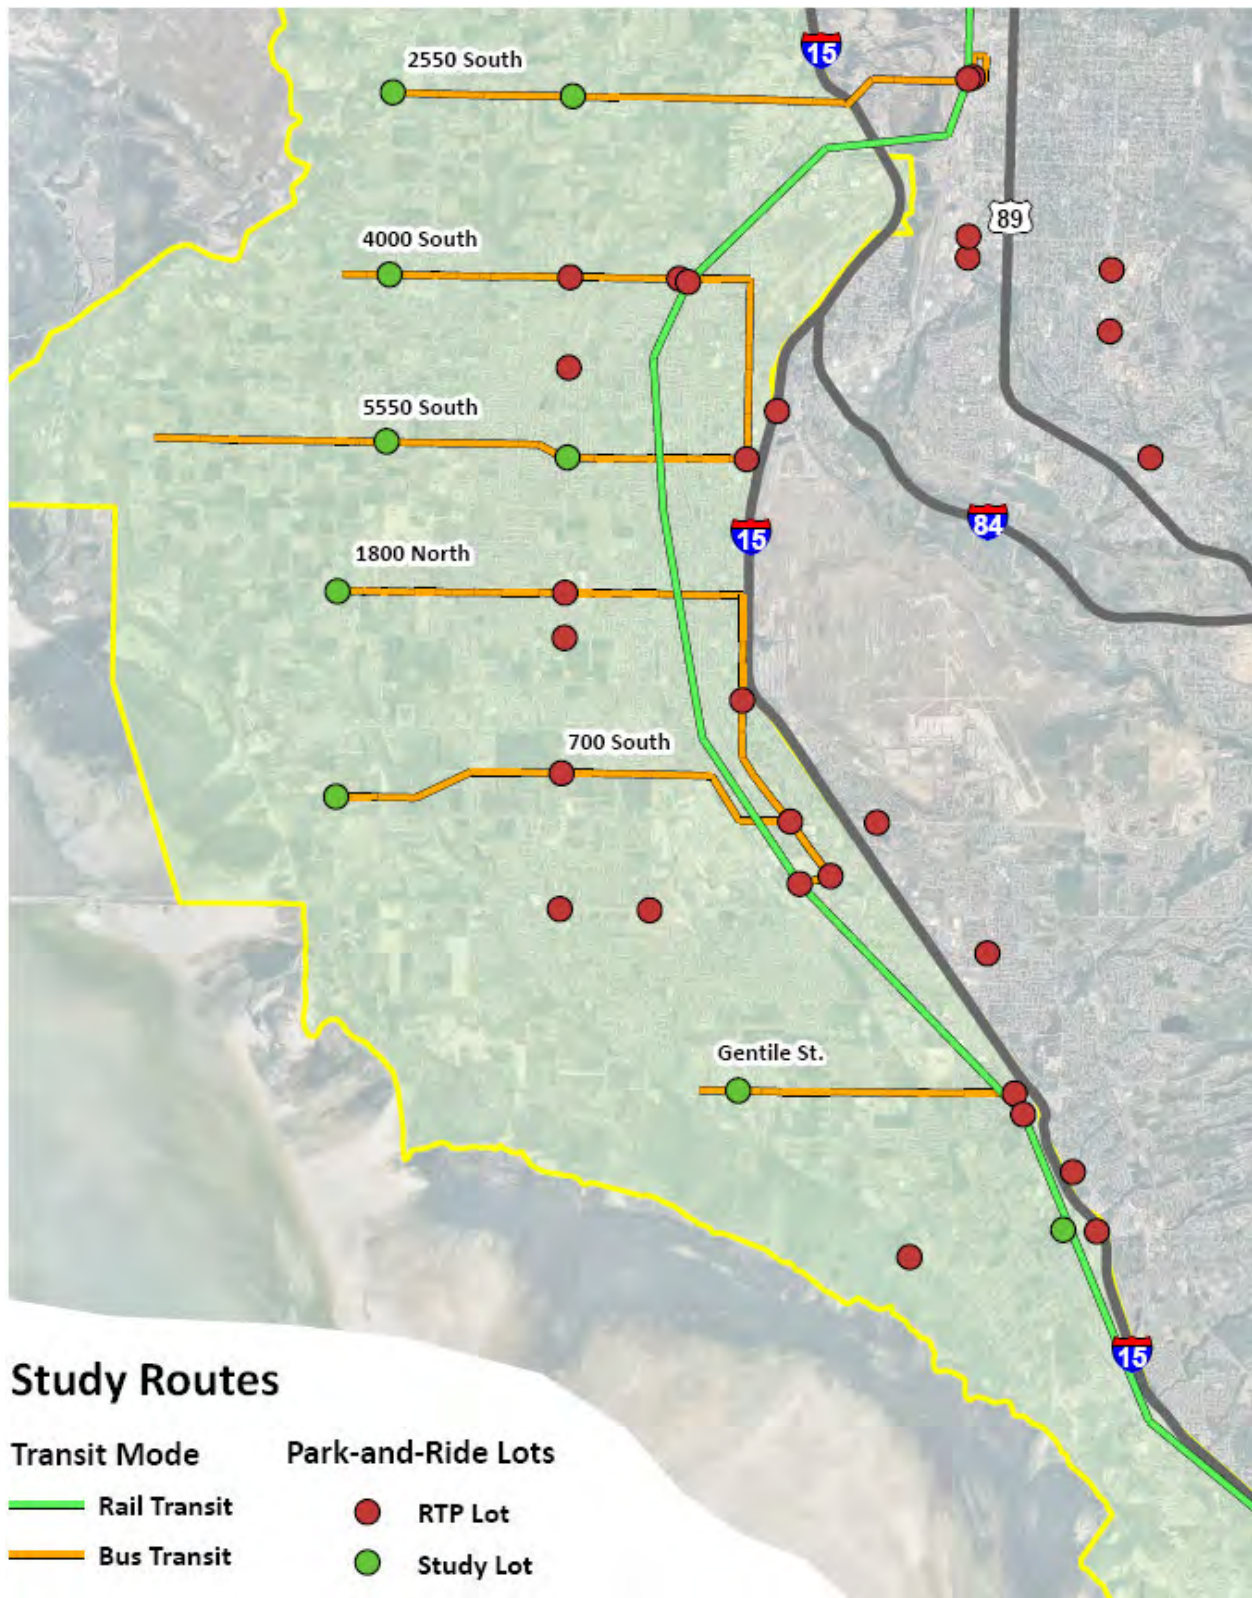 15
2550 South
89
4000 South
5550 South
84
15
1800 North
700 South
Gentile St.
15
Study Routes
Transit Mode
Park-and-Ride Lots
Rail Transit
RTP Lot
Bus Transit
Study Lot